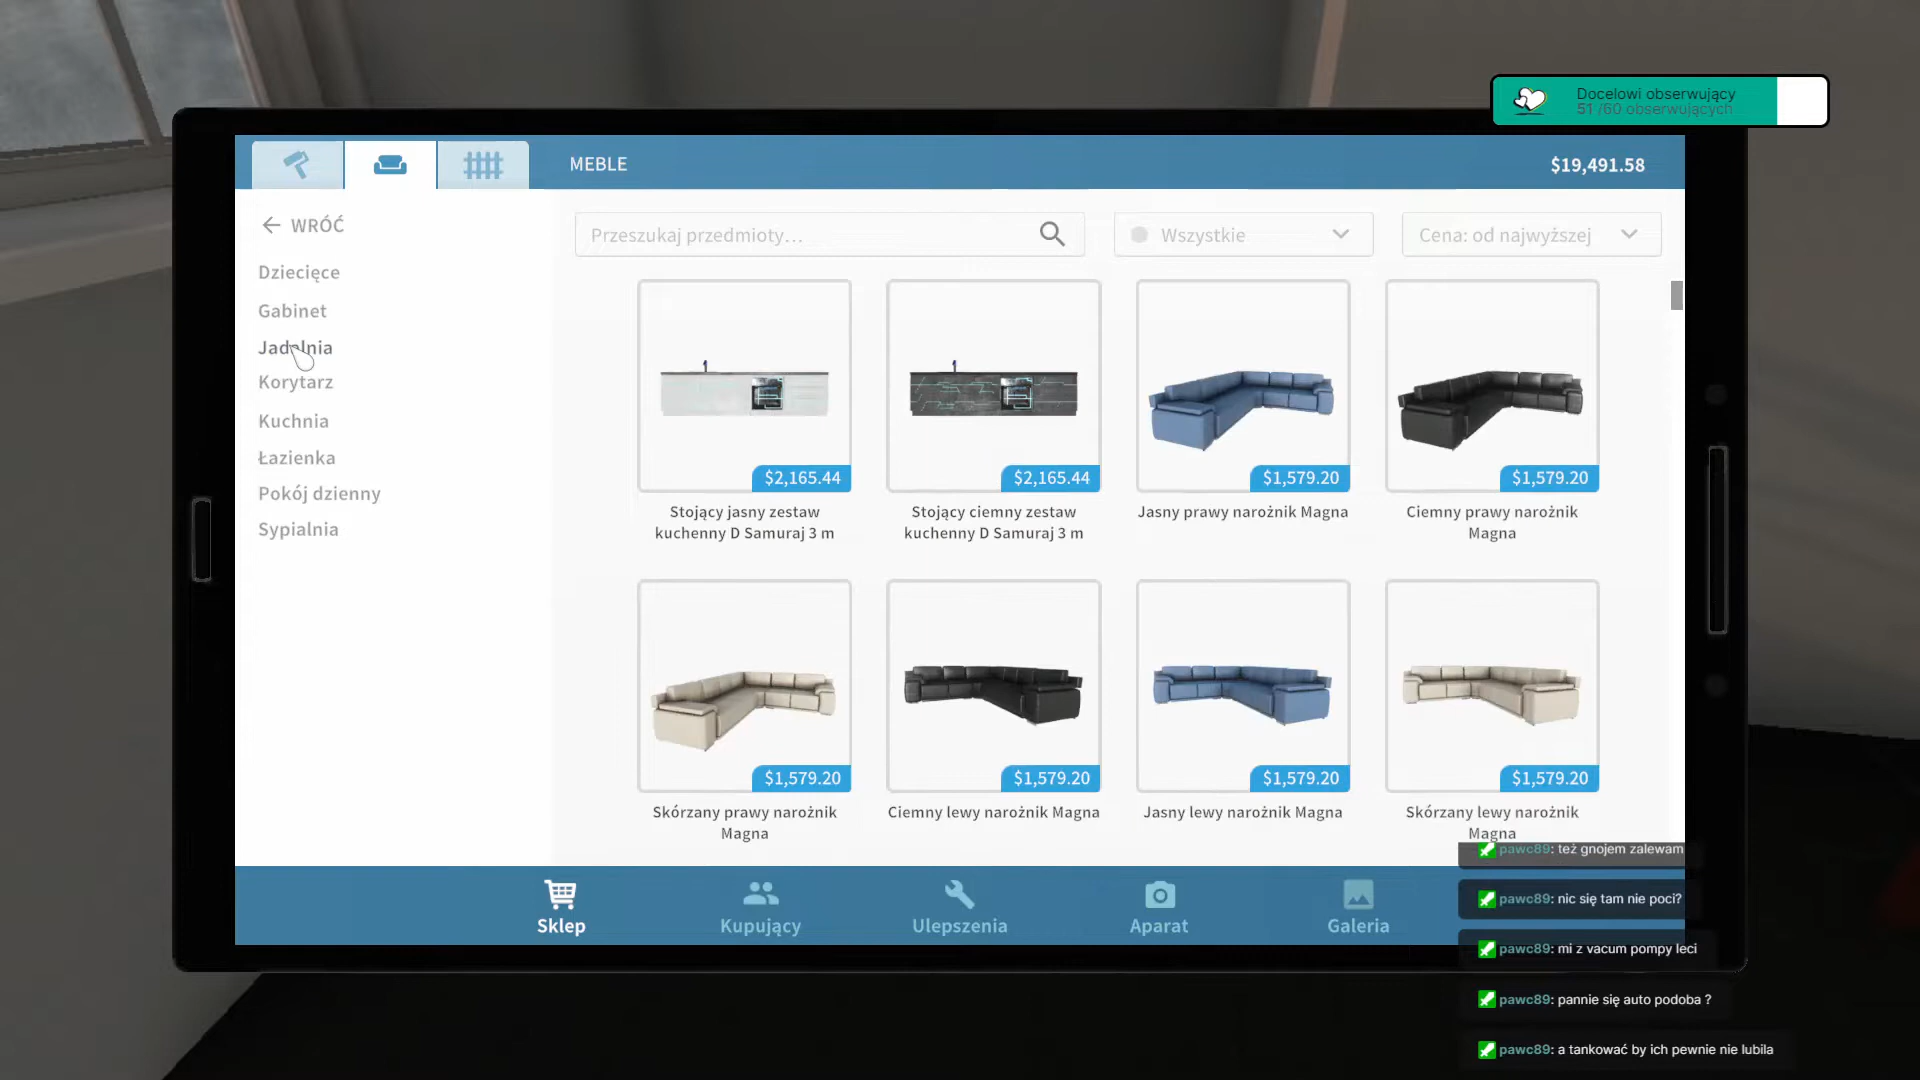 Docelowi obserwujący
51 /60 obserwujących
MEBLE
$19,491.58
WRÓĆ
Dziecięce
Gabinet
Jadalnia
Korytarz
Kuchnia
Łazienka
Pokój dzienny
Sypialnia
Przeszukaj przedmioty...
Wszystkie
Cena: od najwyższej
$2,165.44
$2,165.44
$1,579.20
$1,579.20
Stojący jasny zestaw
kuchenny D Samuraj 3 m
Stojący ciemny zestaw
kuchenny D Samuraj 3 m
Jasny prawy narożnik Magna
Ciemny prawy narożnik
Magna
$1,579.20
$1,579.20
$1,579.20
$1,579.20
Skórzany prawy narożnik
Magna
Ciemny lewy narożnik Magna
Jasny lewy narożnik Magna
Skórzany lewy narożnik
Magna
Sklep
Kupujący
Ulepszenia
Aparat
Galeria
pawc89: też gnojem zalewam
pawc89: nic się tam nie poci?
pawc89: mi z vacum pompy leci
pawc89: pannie się auto podoba ?
pawc89: a tankować by ich pewnie nie lubila